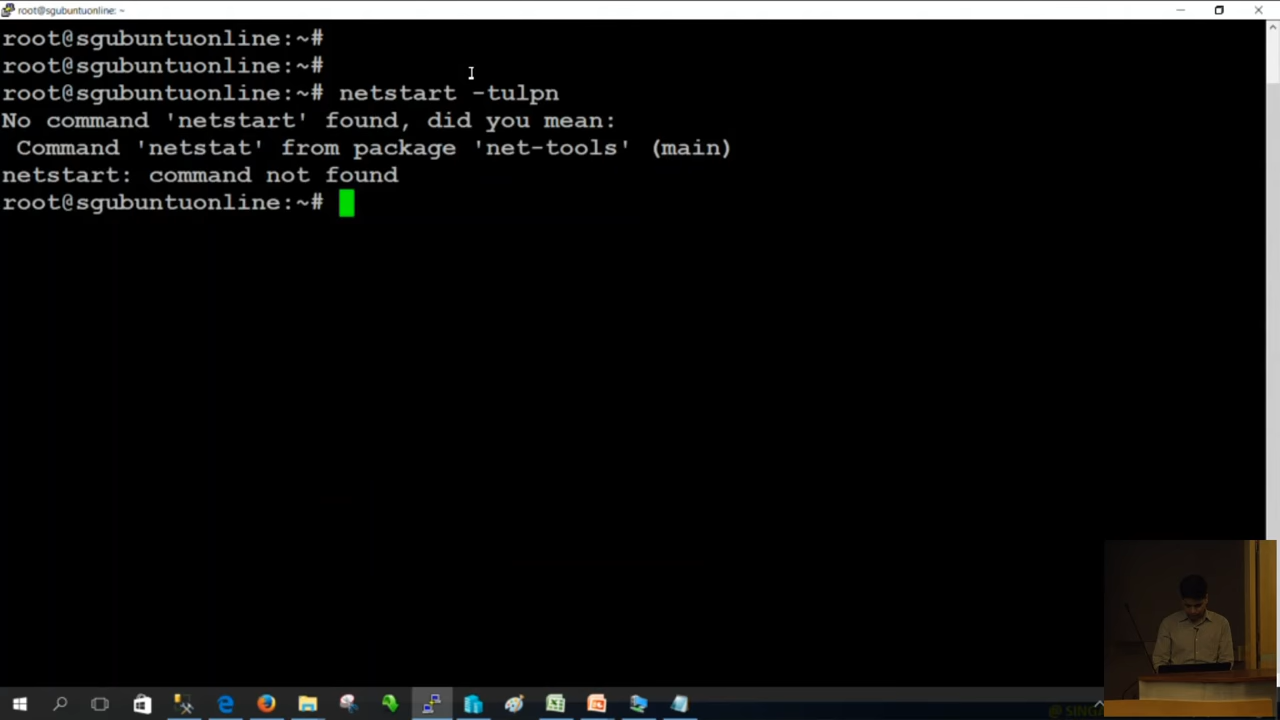 root@sgubuntuonline: ~
root@sgubuntuonline:~#
root@sgubuntuonline:~#
root@sgubuntuonline:~# netstart -tulpn
No command 'netstart' found, did you mean:
 Command 'netstat' from package 'net-tools' (main)
netstart: command not found
root@sgubuntuonline:~#